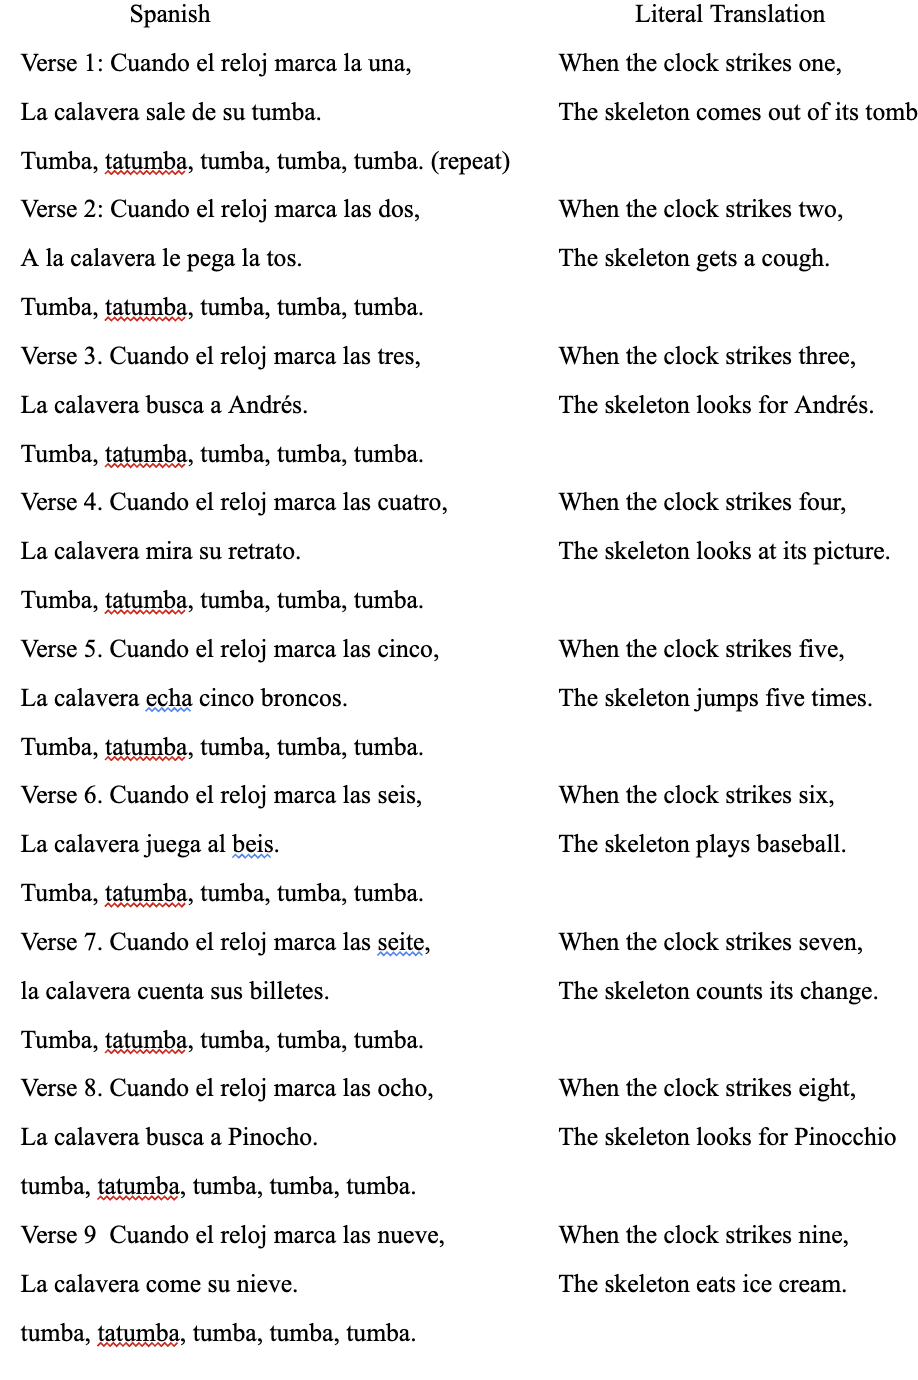 Spanish Literal Translation
Verse 1: Cuando el reloj marca la una, When the clock strikes one,
La calavera sale de su tumba. The skeleton comes out of its tomb
Tumba, tatumba, tumba, tumba, tumba. (repeat)
Verse 2: Cuando el reloj marca las dos, When the clock strikes two,
A la calavera le pega la tos. The skeleton gets a cough.
Tumba, tatumba, tumba, tumba, tumba.
Verse 3. Cuando el reloj marca las tres, When the clock strikes three,
La calavera busca a Andrés. The skeleton looks for Andrés.
Tumba, tatumba, tumba, tumba, tumba.
Verse 4. Cuando el reloj marca las cuatro, When the clock strikes four,
La calavera mira su retrato. The skeleton looks at its picture.
Tumba, tatumba, tumba, tumba, tumba.
Verse 5. Cuando el reloj marca las cinco, When the clock strikes five,
La calavera echa cinco broncos. The skeleton jumps five times.
Tumba, tatumba, tumba, tumba, tumba.
Verse 6. Cuando el reloj marca las seis, When the clock strikes six,
La calavera juega al beis. The skeleton plays baseball.
Tumba, tatumba, tumba, tumba, tumba.
Verse 7. Cuando el reloj marca las seite, When the clock strikes seven,
la calavera cuenta sus billetes. The skeleton counts its change.
Tumba, tatumba, tumba, tumba, tumba.
Verse 8. Cuando el reloj marca las ocho, When the clock strikes eight,
La calavera busca a Pinocho. The skeleton looks for Pinocchio
tumba, tatumba, tumba, tumba, tumba.
Verse 9 Cuando el reloj marca las nueve, When the clock strikes nine,
La calavera come su nieve. The skeleton eats ice cream.
tumba, tatumba, tumba, tumba, tumba.